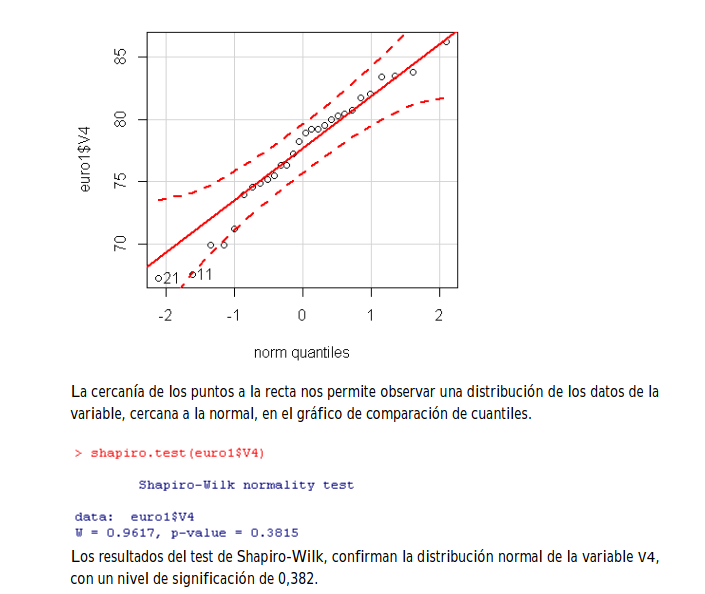 85
80
75
70
euro1$V4
21
11
-2 -1 0 1 2
norm quantiles
La cercanía de los puntos a la recta nos permite observar una distribución de los datos de la
variable, cercana a la normal, en el gráfico de comparación de cuantiles.
> shapiro.test(euro1$V4)
Shapiro-Wilk normality test
data: euro1$V4
W = 0.9617, p-value = 0.3815
Los resultados del test de Shapiro-Wilk, confirman la distribución normal de la variable V4,
con un nivel de significación de 0,382.